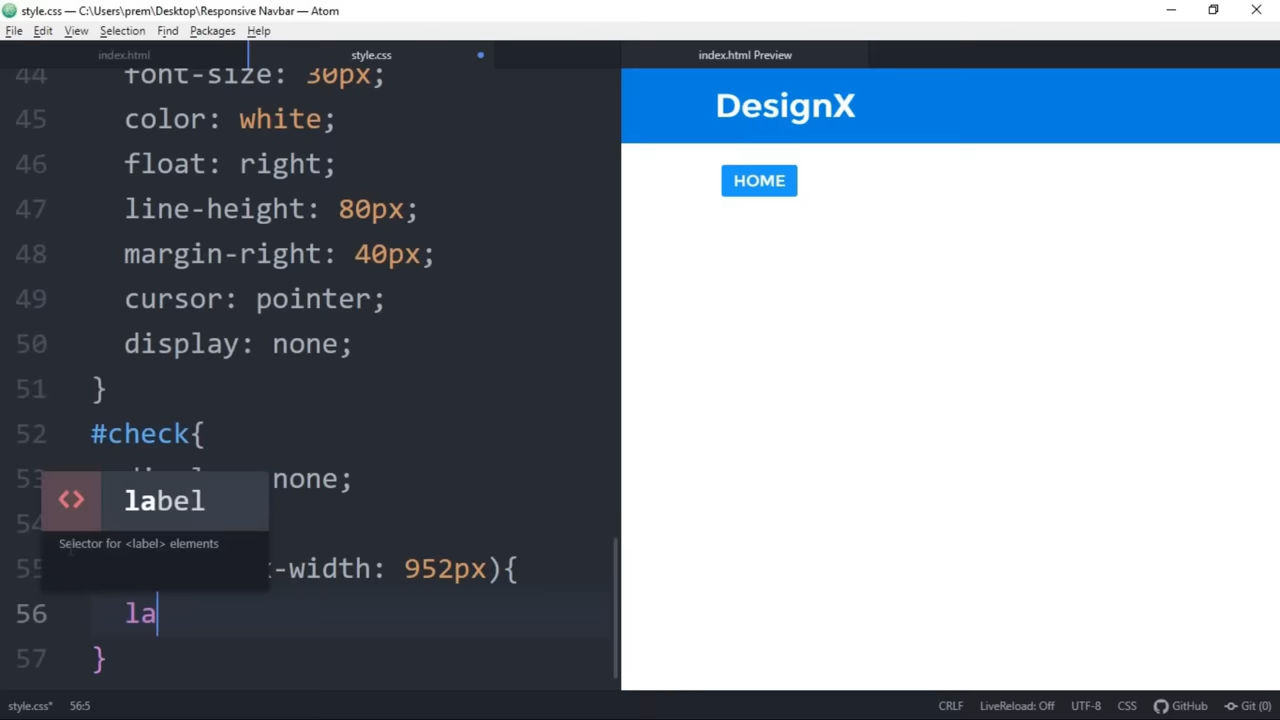 style.css — C:\Users\prem\Desktop\Responsive Navbar — Atom
File Edit View Selection Find Packages Help
index.html style.css index.html Preview
44 font-size: 30px;
45 color: white;
46 float: right;
47 line-height: 80px;
48 margin-right: 40px;
49 cursor: pointer;
50 display: none;
51 }
52 #check{
53 none;
<> label
54
Selector for <label> elements
55 -width: 952px){
56 la
57 }
DesignX
HOME
style.css* 56:5 CRLF LiveReload: Off UTF-8 CSS GitHub Git (0)